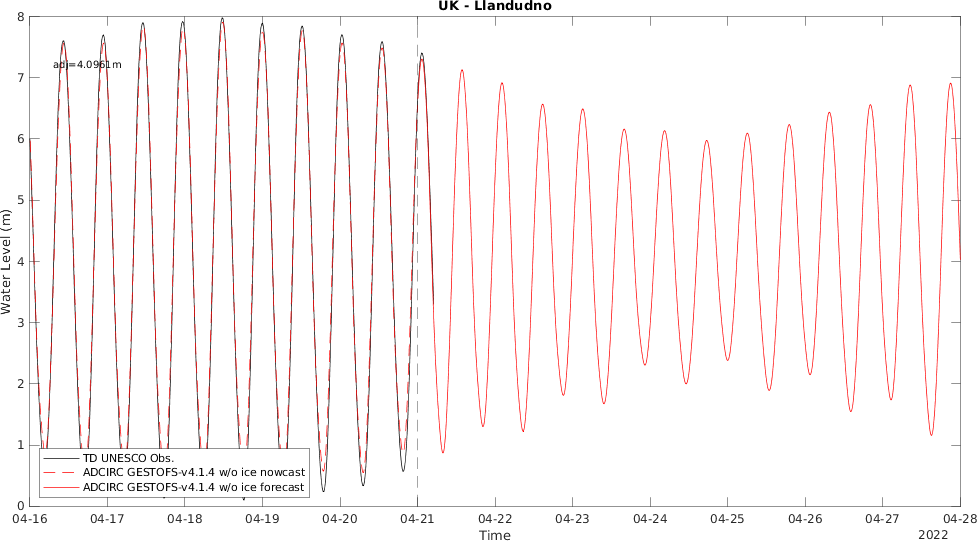 UK - Llandudno
8
7
6
5
4
3
2
1
0
Water Level (m)
adj=4.0961m
TD UNESCO Obs.
ADCIRC GESTOFS-v4.1.4 w/o ice nowcast
ADCIRC GESTOFS-v4.1.4 w/o ice forecast
04-16 04-17 04-18 04-19 04-20 04-21 04-22 04-23 04-24 04-25 04-26 04-27 04-28
Time
2022